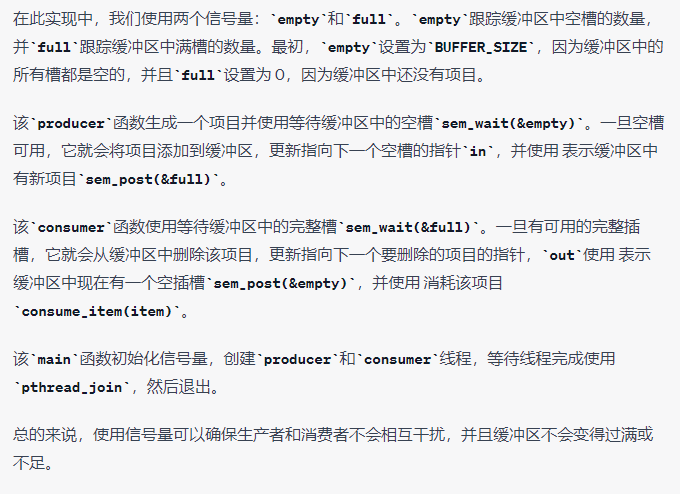 在此实现中，我们使用两个信号量：`empty`和`full`。`empty`跟踪缓冲区中空槽的数量，
并`full`跟踪缓冲区中满槽的数量。最初，`empty`设置为`BUFFER_SIZE`，因为缓冲区中的
所有槽都是空的，并且`full`设置为 0，因为缓冲区中还没有项目。
该`producer`函数生成一个项目并使用等待缓冲区中的空槽`sem_wait(&empty)`。一旦空槽
可用，它就会将项目添加到缓冲区，更新指向下一个空槽的指针`in`，并使用 表示缓冲区中
有新项目`sem_post(&full)`。
该`consumer`函数使用等待缓冲区中的完整槽`sem_wait(&full)`。一旦有可用的完整插
槽，它就会从缓冲区中删除该项目，更新指向下一个要删除的项目的指针，`out`使用 表示
缓冲区中现在有一个空插槽`sem_post(&empty)`，并使用 消耗该项目
`consume_item(item)`。
该`main`函数初始化信号量，创建`producer`和`consumer`线程，等待线程完成使用
`pthread_join`，然后退出。
总的来说，使用信号量可以确保生产者和消费者不会相互干扰，并且缓冲区不会变得过满或
不足。